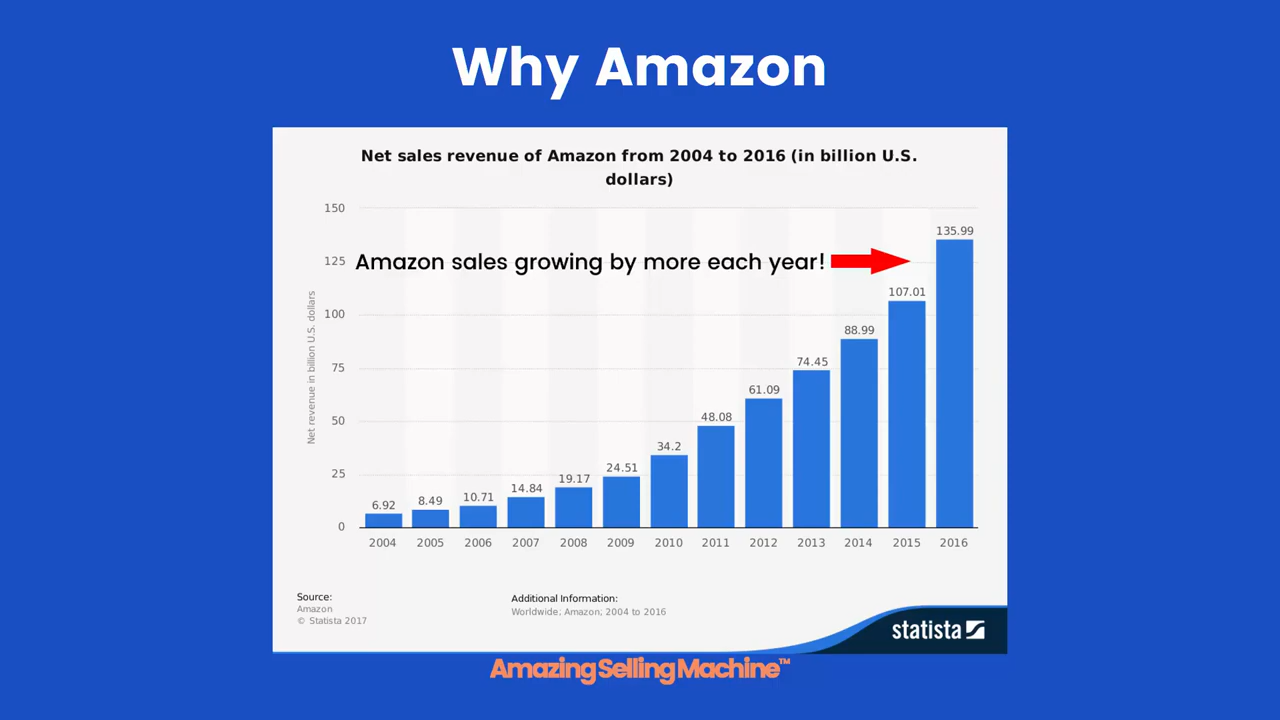 Why Amazon
Net sales revenue of Amazon from 2004 to 2016 (in billion U.S.
dollars)
150
125
100
75
50
25
0
Net revenue in billion U.S. dollars
Amazon sales growing by more each year!
6.92
8.49
10.71
14.84
19.17
24.51
34.2
48.08
61.09
74.45
88.99
107.01
135.99
2004 2005 2006 2007 2008 2009 2010 2011 2012 2013 2014 2015 2016
Source:
Amazon
© Statista 2017
Additional Information:
Worldwide; Amazon; 2004 to 2016
statista
Amazing Selling Machine™